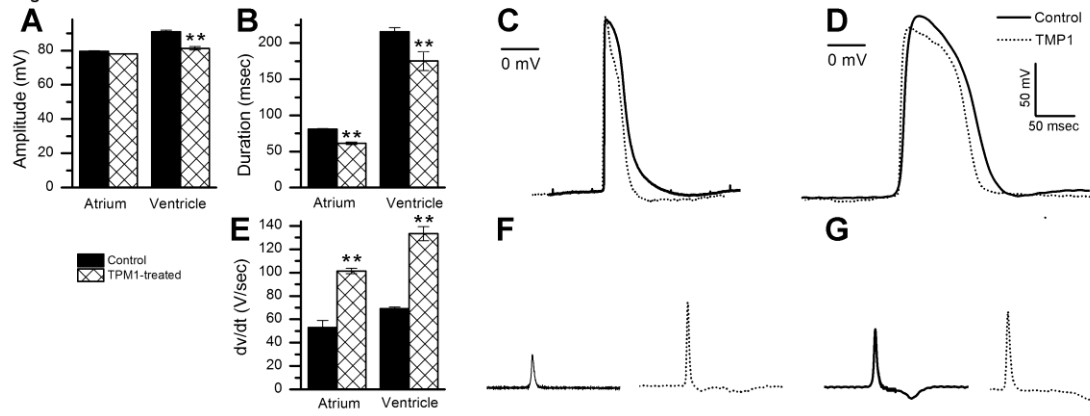 A
Amplitude (mV)
100
80
60
40
20
0
**
Atrium Ventricle
B
Duration (msec)
200
150
100
50
0
**
**
Atrium Ventricle
C
0 mV
D
0 mV
Control
TMP1
50 mV
50 msec
Control
TPM1-treated
E
dv/dt (V/sec)
140
120
100
80
60
40
20
0
**
**
Atrium Ventricle
F
G